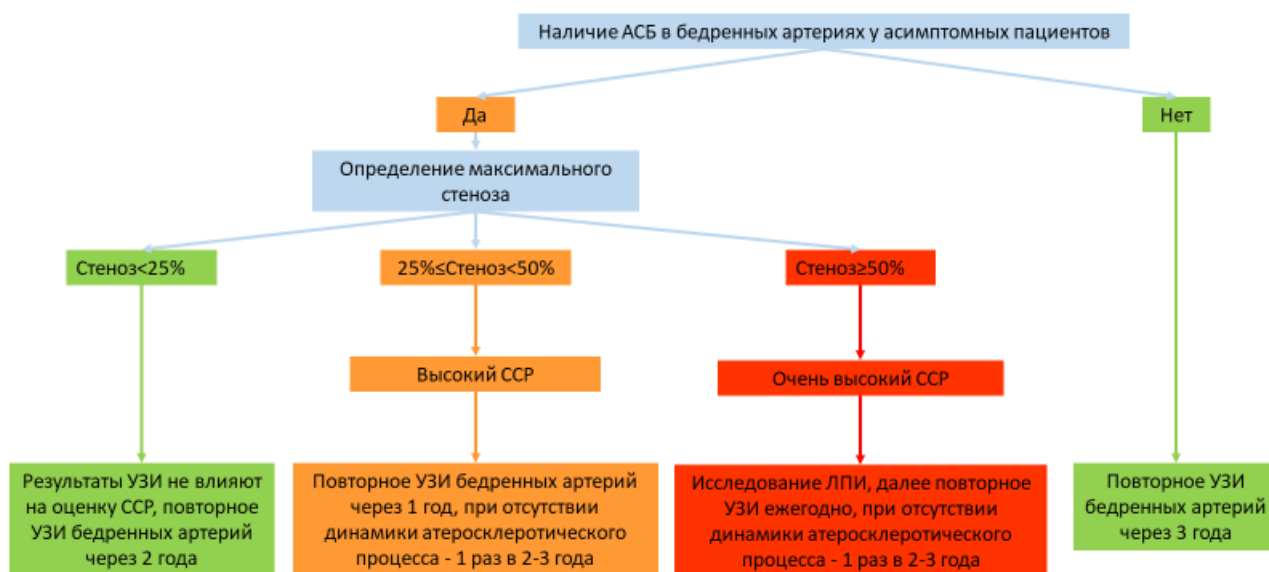 Наличие АСБ в бедренных артериях у асимптомных пациентов
Да
Нет
Определение максимального
стеноза
Стеноз<25%
25%≤Стеноз<50%
Стеноз≥50%
Высокий ССР
Очень высокий ССР
Результаты УЗИ не влияют
на оценку ССР, повторное
УЗИ бедренных артерий
через 2 года
Повторное УЗИ бедренных артерий
через 1 год, при отсутствии
динамики атеросклеротического
процесса - 1 раз в 2-3 года
Исследование ЛПИ, далее повторное
УЗИ ежегодно, при отсутствии
динамики атеросклеротического
процесса - 1 раз в 2-3 года
Повторное УЗИ
бедренных артерий
через 3 года